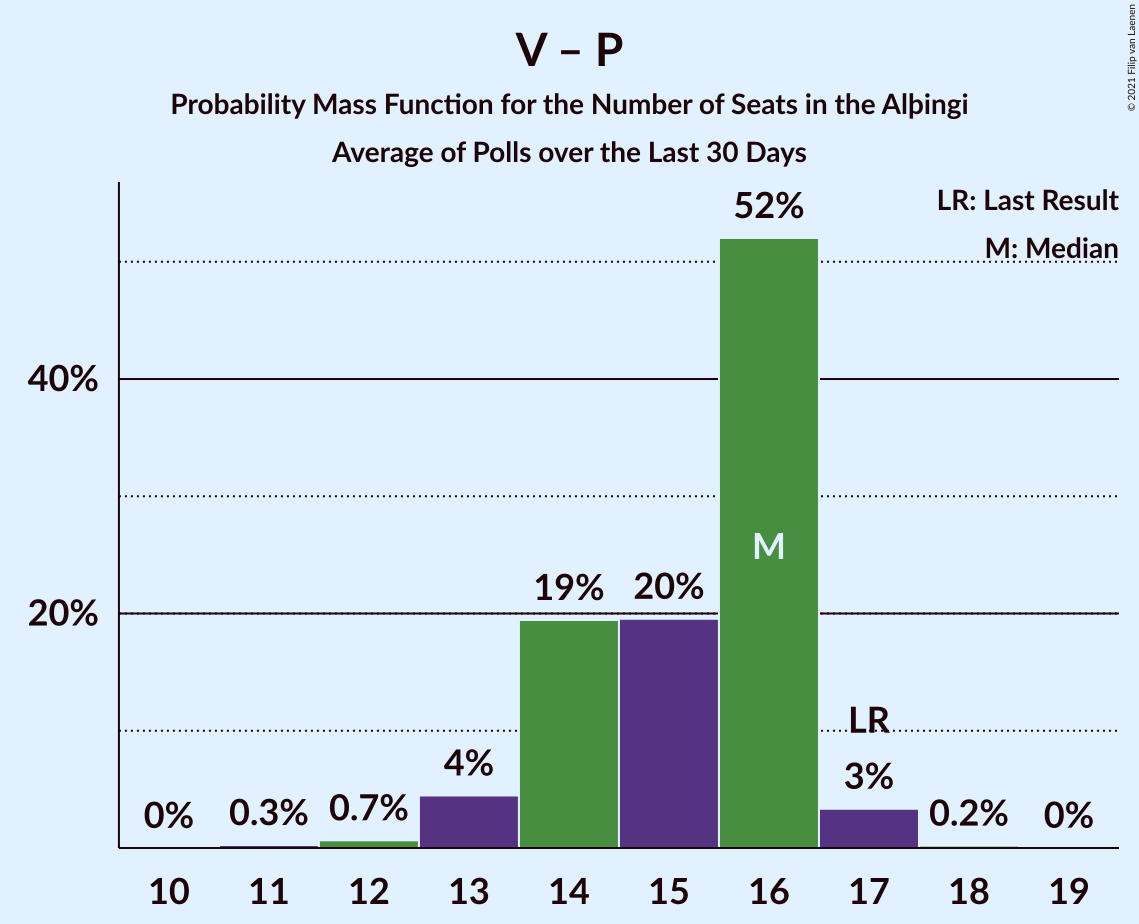 V – P
Probability Mass Function for the Number of Seats in the Alþingi
Average of Polls over the Last 30 Days
© 2021 Filip van Laenen
LR: Last Result
M: Median
52%
40%
M
19%
20%
20%
LR
4%
3%
0%
0.3%
0.7%
0.2%
0%
10
11
12
13
14
15
16
17
18
19